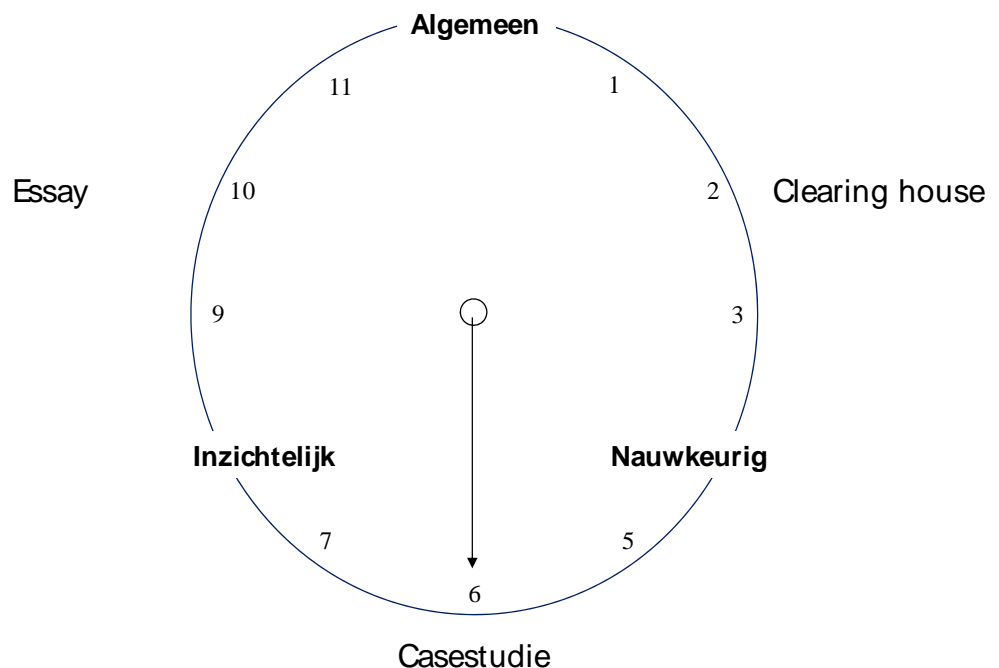 Algemeen
11
1
Essay
10
2
Clearing house
9
3
Inzichtelijk
Nauwkeurig
7
5
6
Casestudie